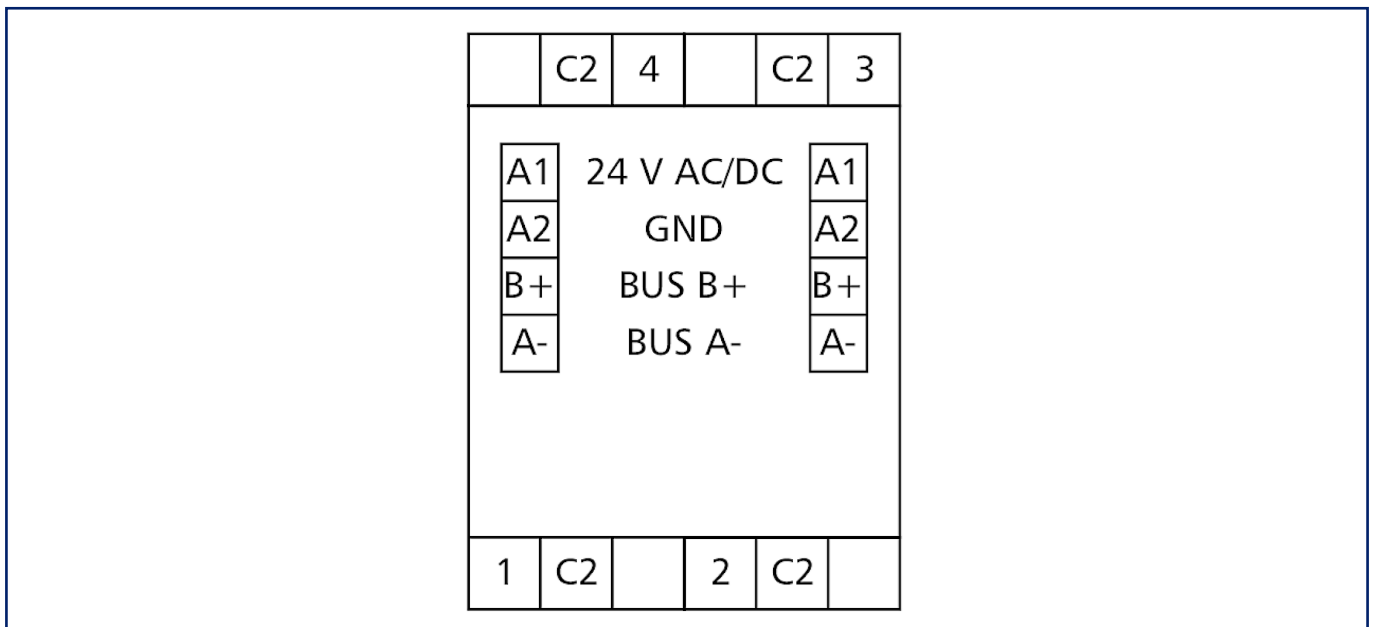 C2 4 C2 3
A1 24 V AC/DC A1
A2 GND A2
B+ BUS B+ B+
A- BUS A- A-
1 C2 2 C2